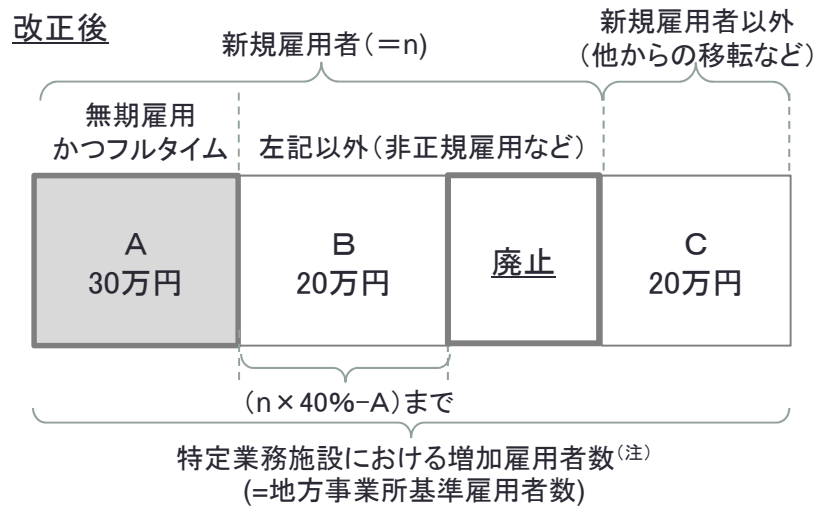 改正後
新規雇用者(=n)
新規雇用者以外
(他からの移転など)
無期雇用
かつフルタイム
左記以外(非正規雇用など)
A
30万円
B
20万円
廃止
C
20万円
(n×40%-A)まで
特定業務施設における増加雇用者数(注)
(=地方事業所基準雇用者数)